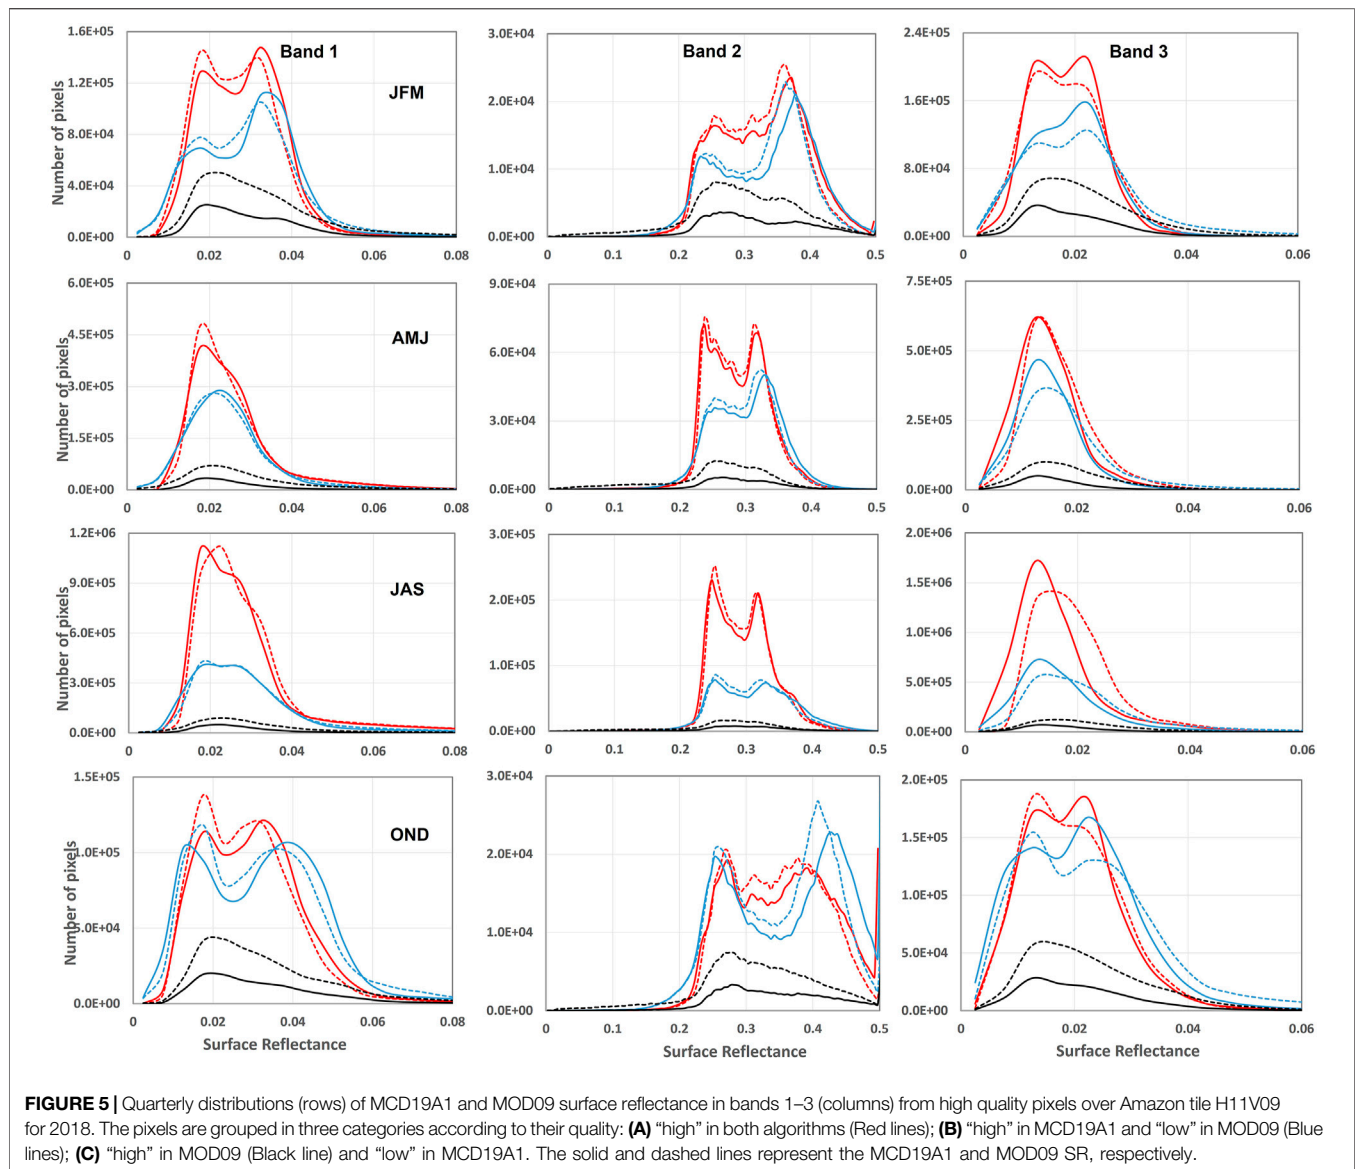 1.6E+05
1.2E+05
8.0E+04
4.0E+04
0.0E+00
Number of pixels
Band 1
JFM
0
0.02
0.04
0.06
0.08
3.0E+04
2.0E+04
1.0E+04
0.0E+00
Band 2
0
0.1
0.2
0.3
0.4
0.5
2.4E+05
1.6E+05
8.0E+04
0.0E+00
Band 3
0
0.02
0.04
0.06
6.0E+05
4.5E+05
3.0E+05
1.5E+05
0.0E+00
Number of pixels
AMJ
0
0.02
0.04
0.06
0.08
9.0E+04
6.0E+04
3.0E+04
0.0E+00
0
0.1
0.2
0.3
0.4
0.5
7.5E+05
5.0E+05
2.5E+05
0.0E+00
0
0.02
0.04
0.06
1.2E+06
9.0E+05
6.0E+05
3.0E+05
0.0E+00
Number of pixels
JAS
0
0.02
0.04
0.06
0.08
3.0E+05
2.0E+05
1.0E+05
0.0E+00
0
0.1
0.2
0.3
0.4
0.5
2.0E+06
1.5E+06
1.0E+06
5.0E+05
0.0E+00
0
0.02
0.04
0.06
1.5E+05
1.0E+05
5.0E+04
0.0E+00
Number of pixels
OND
0
0.02
0.04
0.06
0.08
Surface Reflectance
3.0E+04
2.0E+04
1.0E+04
0.0E+00
0
0.1
0.2
0.3
0.4
0.5
Surface Reflectance
2.0E+05
1.5E+05
1.0E+05
5.0E+04
0.0E+00
0
0.02
0.04
0.06
Surface Reflectance
FIGURE 5 | Quarterly distributions (rows) of MCD19A1 and MOD09 surface reflectance in bands 1–3 (columns) from high quality pixels over Amazon tile H11V09
for 2018. The pixels are grouped in three categories according to their quality: (A) “high” in both algorithms (Red lines); (B) “high” in MCD19A1 and “low” in MOD09 (Blue
lines); (C) “high” in MOD09 (Black line) and “low” in MCD19A1. The solid and dashed lines represent the MCD19A1 and MOD09 SR, respectively.